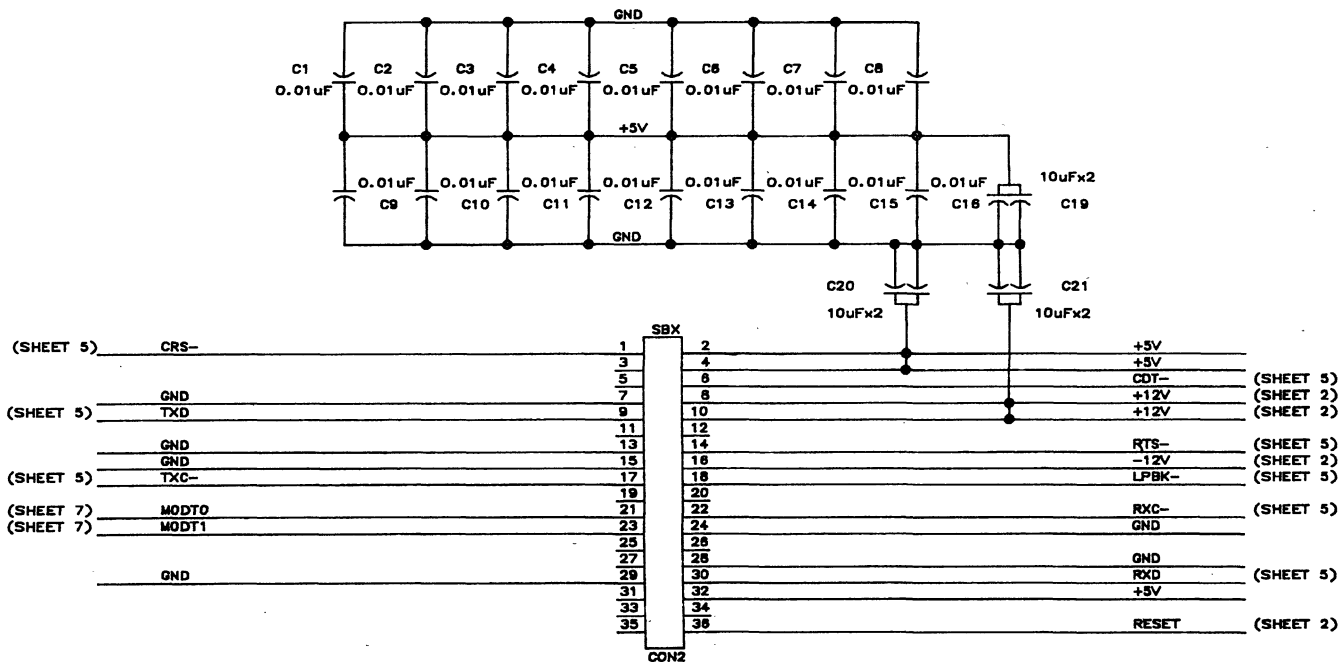 GND
C1 C2 C3 C4 C5 C6 C7 C8
0.01uF 0.01uF 0.01uF 0.01uF 0.01uF 0.01uF 0.01uF 0.01uF
+5V
0.01uF 0.01uF 0.01uF 0.01uF 0.01uF 0.01uF 0.01uF 0.01uF 10uFx2
C9 C10 C11 C12 C13 C14 C15 C16 C19
GND
C20 C21
10uFx2 10uFx2
SBX
(SHEET 5) CRS- 1 2 +5V
3 4 +5V
5 6 CDT- (SHEET 5)
GND 7 8 +12V (SHEET 2)
(SHEET 5) TXD 9 10 +12V (SHEET 2)
11 12
GND 13 14 RTS- (SHEET 5)
GND 15 16 -12V (SHEET 2)
(SHEET 5) TXC- 17 18 LPBK- (SHEET 5)
19 20
(SHEET 7) MODT0 21 22 RXC- (SHEET 5)
(SHEET 7) MODT1 23 24 GND
25 26
27 28 GND
GND 29 30 RXD (SHEET 5)
31 32 +5V
33 34
35 36 RESET (SHEET 2)
CON2